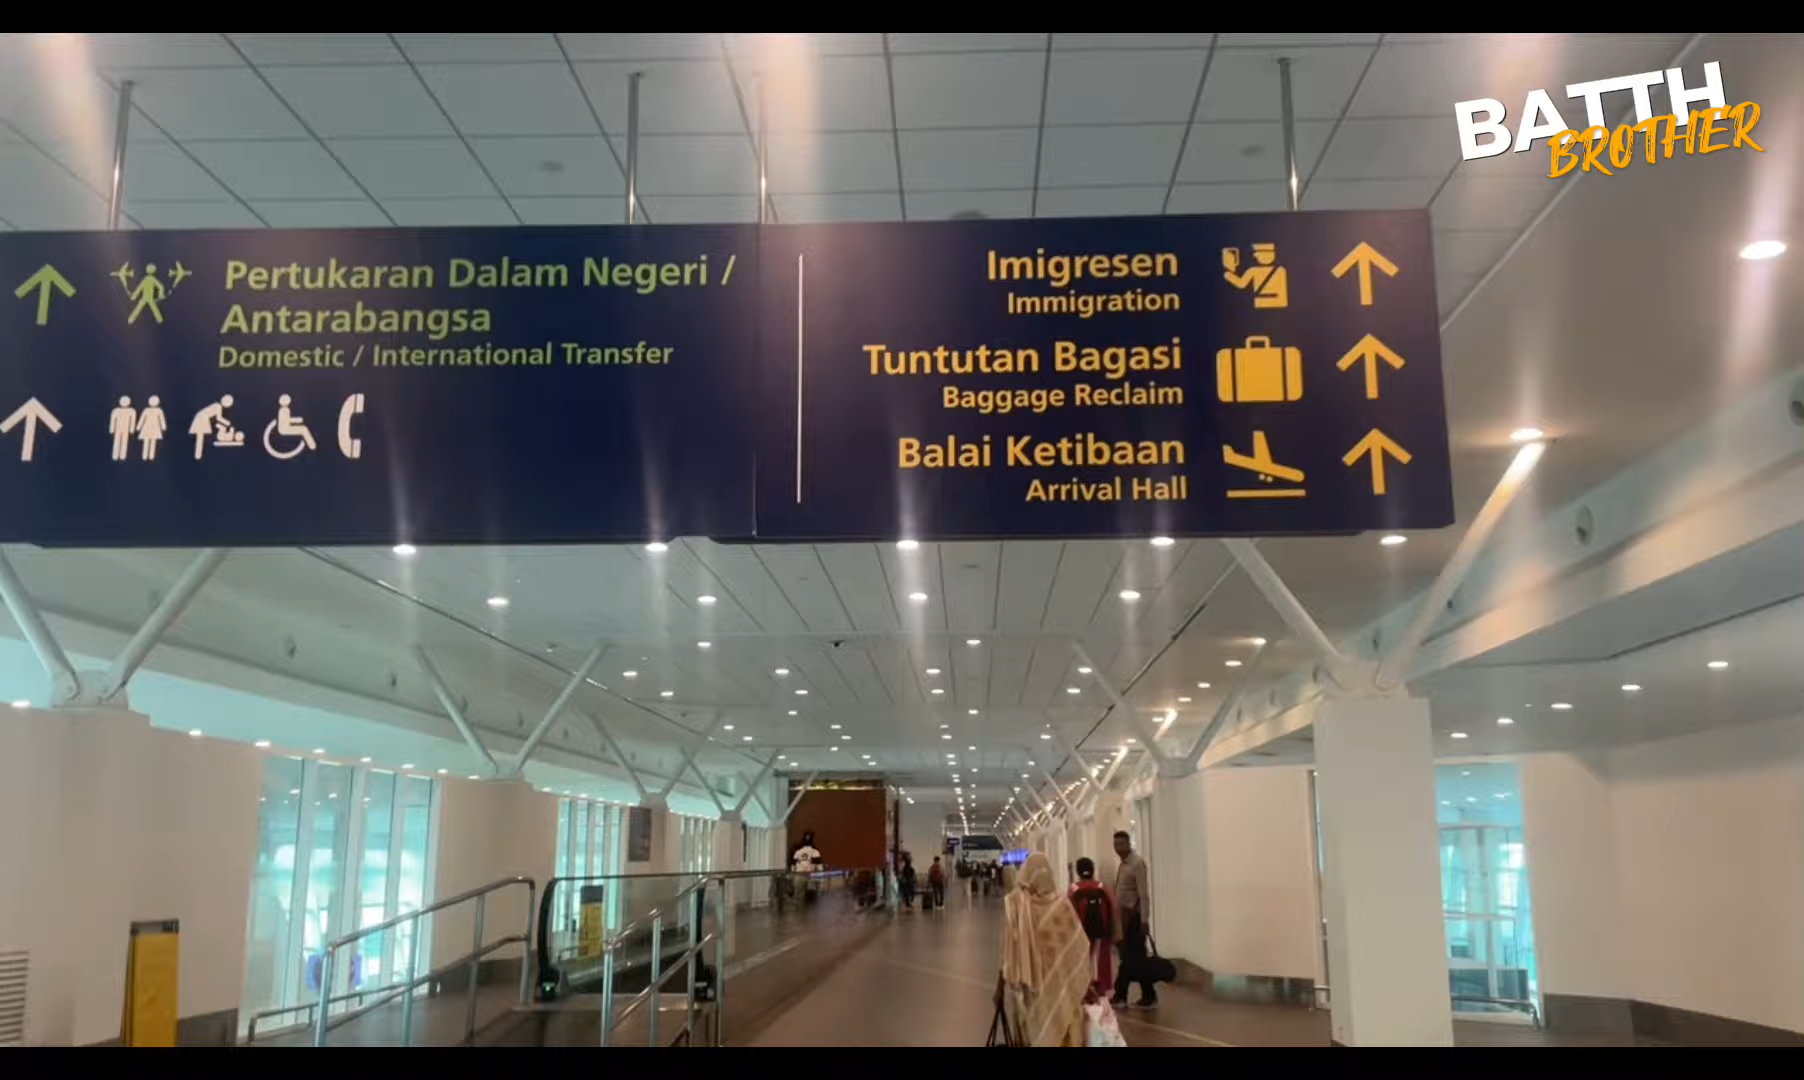 BATTH
BROTHER
Pertukaran Dalam Negeri /
Antarabangsa
Domestic / International Transfer
Imigresen
Immigration
Tuntutan Bagasi
Baggage Reclaim
Balai Ketibaan
Arrival Hall